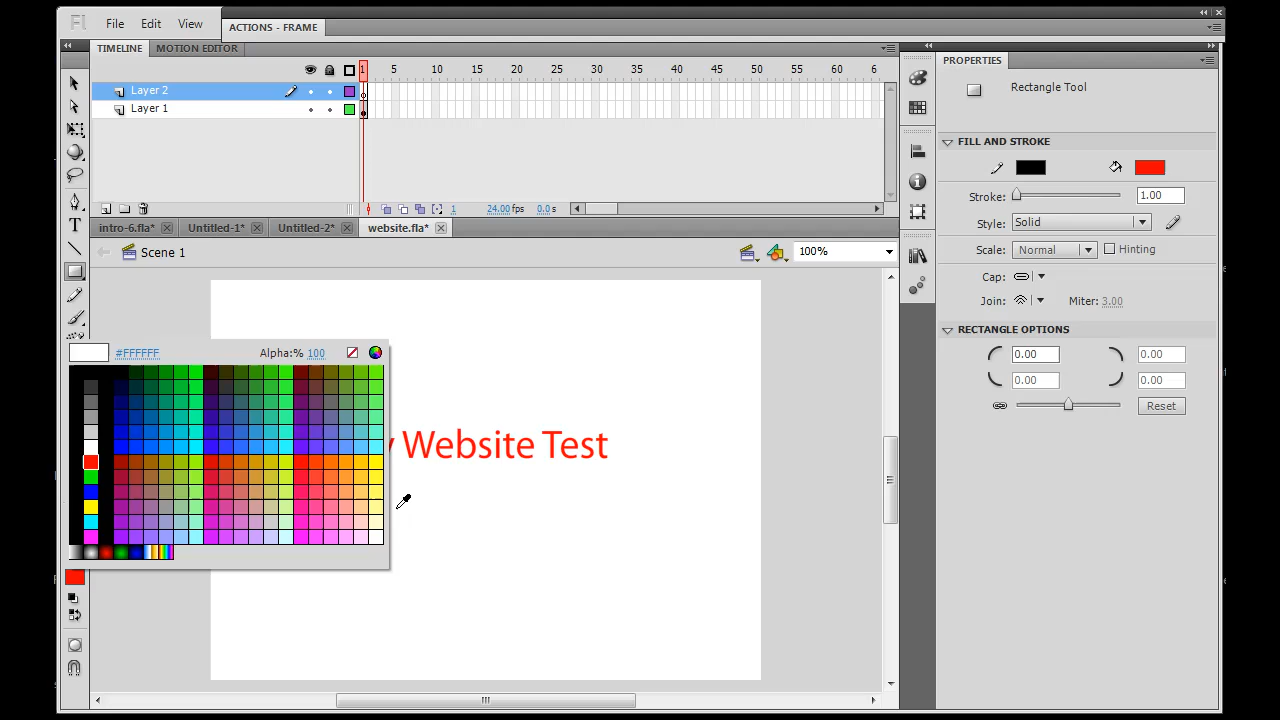 Fl File Edit View
ACTIONS - FRAME
TIMELINE MOTION EDITOR
1 5 10 15 20 25 30 35 40 45 50 55 60 65 6
Layer 2
Layer 1
1 24.00 fps 0.0 s
intro-6.fla* Untitled-1* Untitled-2* website.fla*
Scene 1
100%
#FFFFFF Alpha:% 100
y Website Test
PROPERTIES
Rectangle Tool
FILL AND STROKE
Stroke: 1.00
Style: Solid
Scale: Normal Hinting
Cap:
Join: Miter: 3.00
RECTANGLE OPTIONS
0.00 0.00
0.00 0.00
Reset